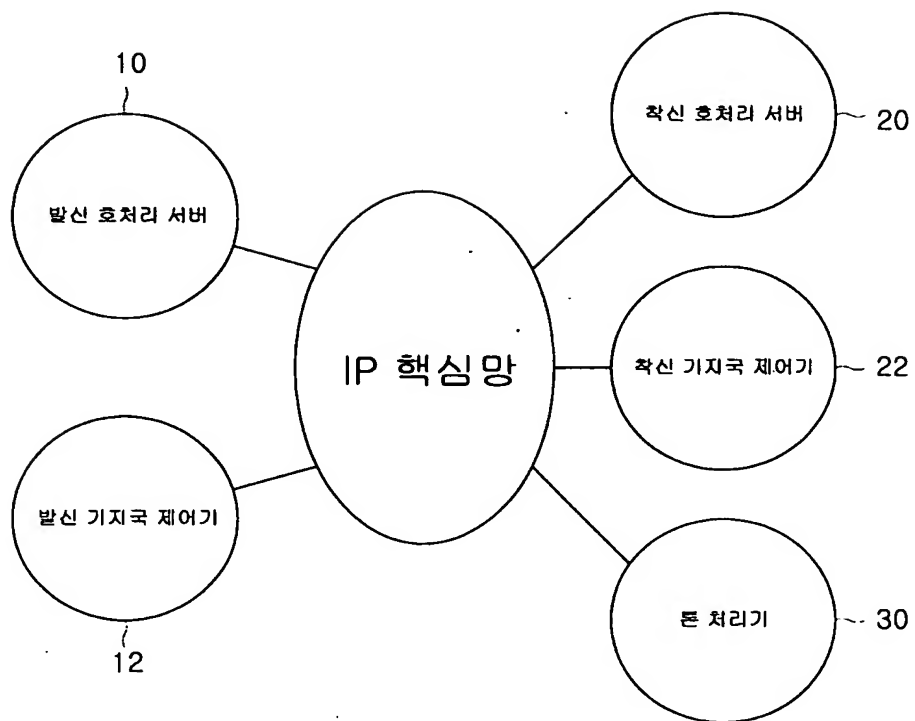 10
발신 호처리 서버
착신 호처리 서버
20
IP 핵심망
착신 기지국 제어기
22
발신 기지국 제어기
12
톤 처리기
30